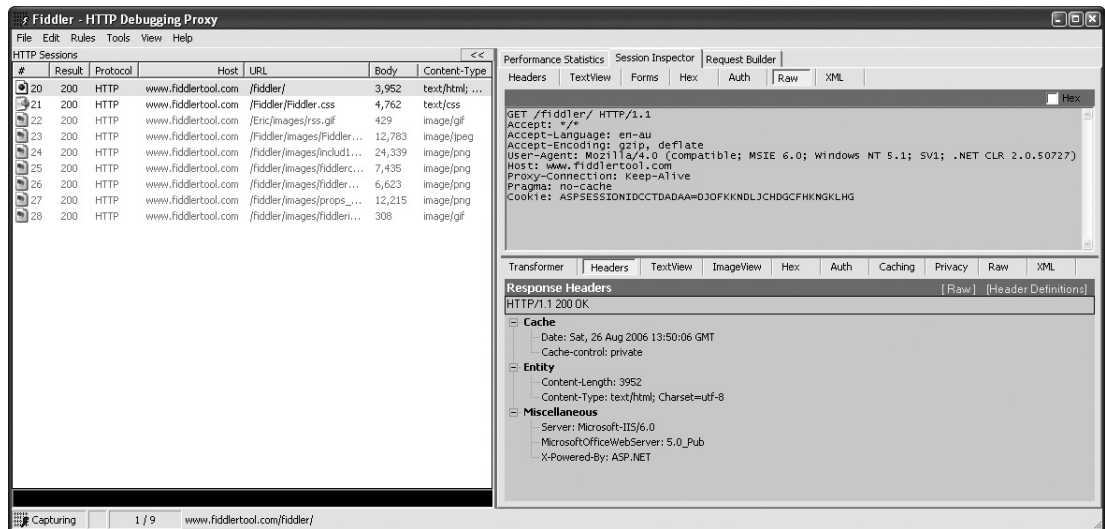 Fiddler - HTTP Debugging Proxy
File Edit Rules Tools View Help
HTTP Sessions <<
# Result Protocol Host URL Body Content-Type
20 200 HTTP www.fiddlertool.com /fiddler/ 3,952 text/html; ...
21 200 HTTP www.fiddlertool.com /Fiddler/Fiddler.css 4,762 text/css
22 200 HTTP www.fiddlertool.com /Eric/images/rss.gif 429 image/gif
23 200 HTTP www.fiddlertool.com /Fiddler/images/Fiddler... 12,783 image/jpeg
24 200 HTTP www.fiddlertool.com /fiddler/images/includ1... 24,339 image/png
25 200 HTTP www.fiddlertool.com /fiddler/images/fiddlerc... 7,435 image/png
26 200 HTTP www.fiddlertool.com /fiddler/images/fiddler... 6,623 image/png
27 200 HTTP www.fiddlertool.com /fiddler/images/props_... 12,215 image/png
28 200 HTTP www.fiddlertool.com /fiddler/images/fiddleri... 308 image/gif
Performance Statistics Session Inspector Request Builder
Headers TextView Forms Hex Auth Raw XML
Hex
GET /fiddler/ HTTP/1.1
Accept: */*
Accept-Language: en-au
Accept-Encoding: gzip, deflate
User-Agent: Mozilla/4.0 (compatible; MSIE 6.0; Windows NT 5.1; SV1; .NET CLR 2.0.50727)
Host: www.fiddlertool.com
Proxy-Connection: Keep-Alive
Pragma: no-cache
Cookie: ASPSESSIONIDCCTDADAA=DJOFKKNDLJCHDGCFHKNGKLHG
Transformer Headers TextView ImageView Hex Auth Caching Privacy Raw XML
Response Headers [Raw] [Header Definitions]
HTTP/1.1 200 OK
Cache
Date: Sat, 26 Aug 2006 13:50:06 GMT
Cache-control: private
Entity
Content-Length: 3952
Content-Type: text/html; Charset=utf-8
Miscellaneous
Server: Microsoft-IIS/6.0
MicrosoftOfficeWebServer: 5.0_Pub
X-Powered-By: ASP.NET
Capturing 1 / 9 www.fiddlertool.com/fiddler/